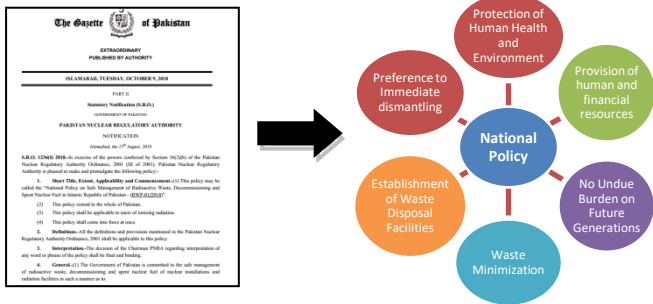 The Gazette of Pakistan
EXTRAORDINARY
PUBLISHED BY AUTHORITY
ISLAMABAD, TUESDAY, OCTOBER 9, 2018
PART II
Statutory Notification (S.R.O.)
GOVERNMENT OF PAKISTAN
PAKISTAN NUCLEAR REGULATORY AUTHORITY
NOTIFICATION
Islamabad, the 15th August, 2018
S.R.O. 1236(I) 2018.-In exercise of the powers conferred by Section 16(2)(b) of the Pakistan
Nuclear Regulatory Authority Ordinance, 2001 (III of 2001), Pakistan Nuclear Regulatory
Authority is pleased to make and promulgate the following policy:-
1. Short Title, Extent, Applicability and Commencement.-(1) This policy may be
called the "National Policy on Safe Management of Radioactive Waste, Decommissioning and
Spent Nuclear Fuel in Islamic Republic of Pakistan -
(2) This policy extend to the whole of Pakistan.
(3) This policy shall be applicable to users of ionizing radiation.
(4) This policy shall come into force at once.
2. Definitions.-All the definitions and provisions mentioned in the Pakistan Nuclear
Regulatory Authority Ordinance, 2001 shall be applicable to this policy.
3. Interpretation.-The decision of the Chairman PNRA regarding interpretation of
any word or phrase of the policy shall be final and binding.
4. General.-(1) The Government of Pakistan is committed to the safe management
of radioactive waste, decommissioning and spent nuclear fuel of nuclear installations and
radiation facilities in such a manner as to:
Protection of
Human Health
and
Environment
Provision of
human and
financial
resources
No Undue
Burden on
Future
Generations
Waste
Minimization
Establishment
of Waste
Disposal
Facilities
Preference to
Immediate
dismantling
National
Policy